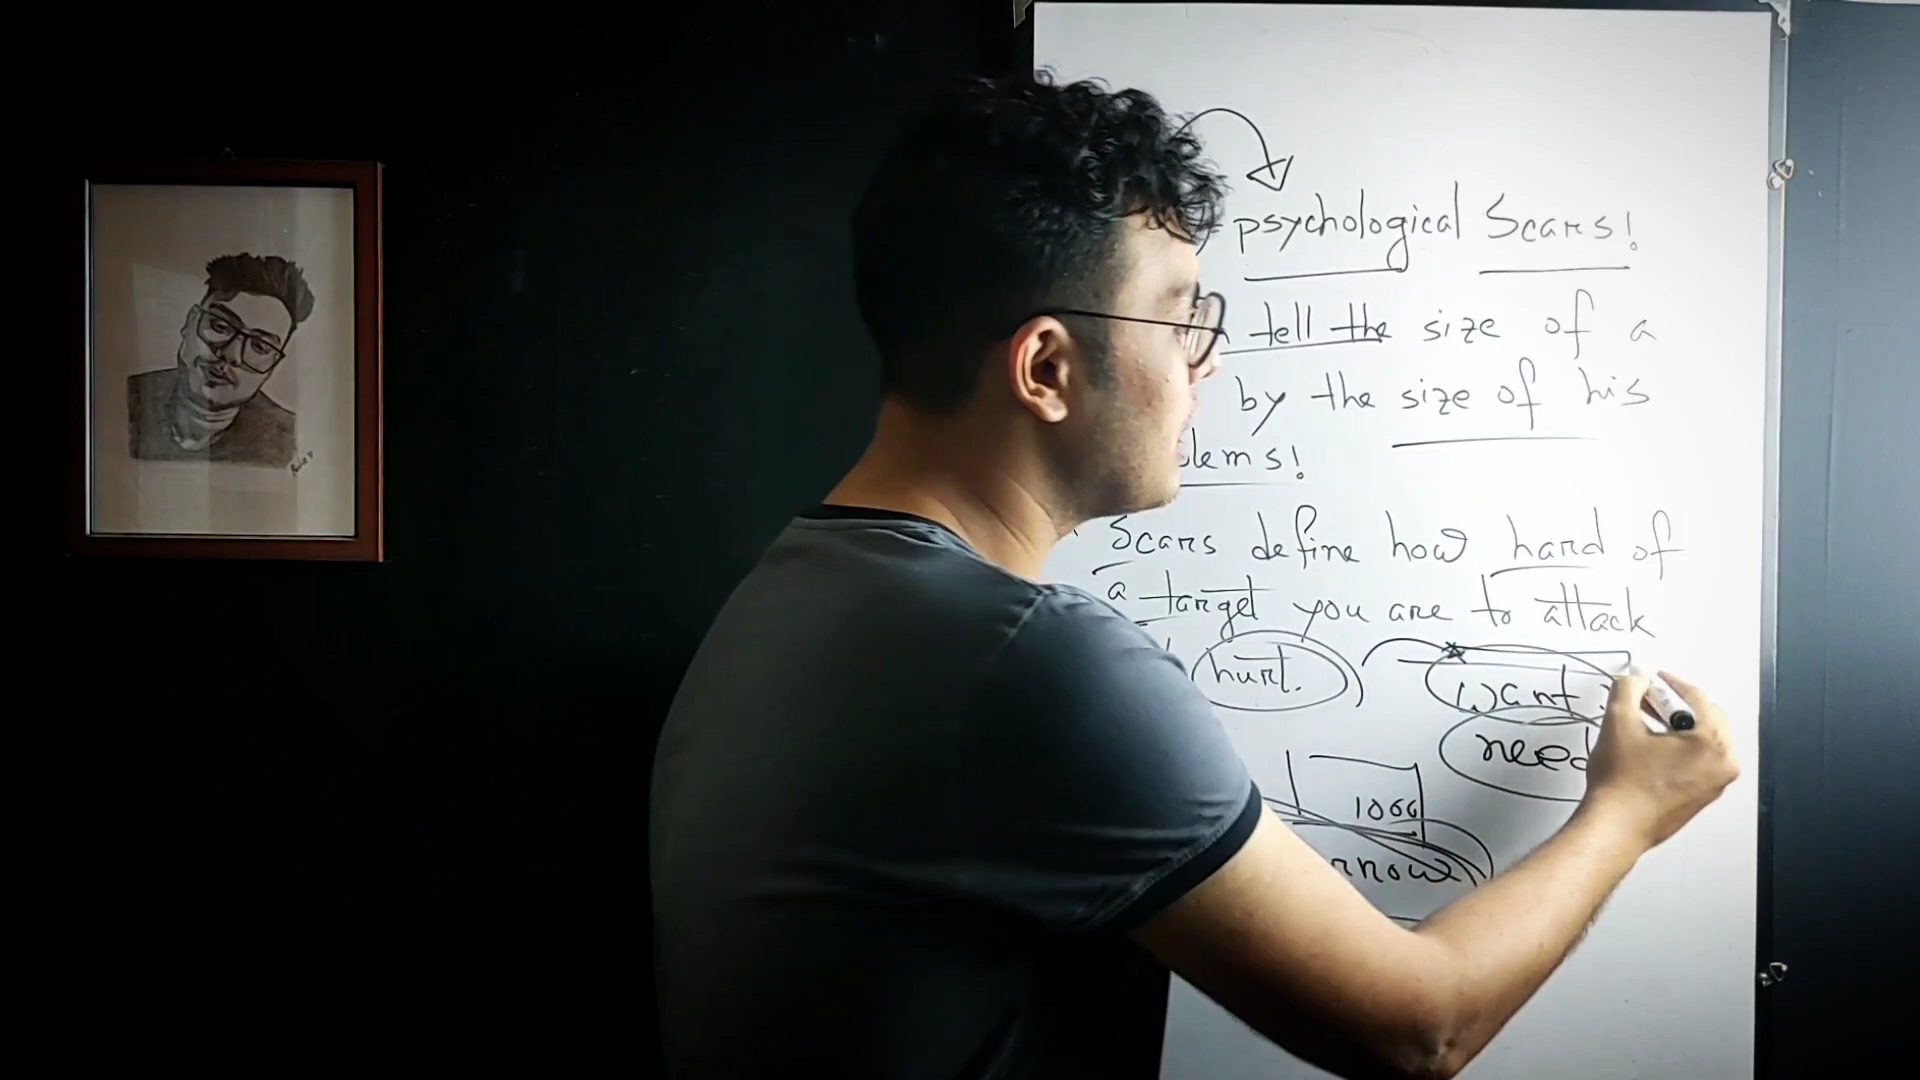 psychological Scars!
tell the size of a
by the size of his
lems!
Scars define how hard of
a target you are to attack
hurt.
want
need
1000
rnow